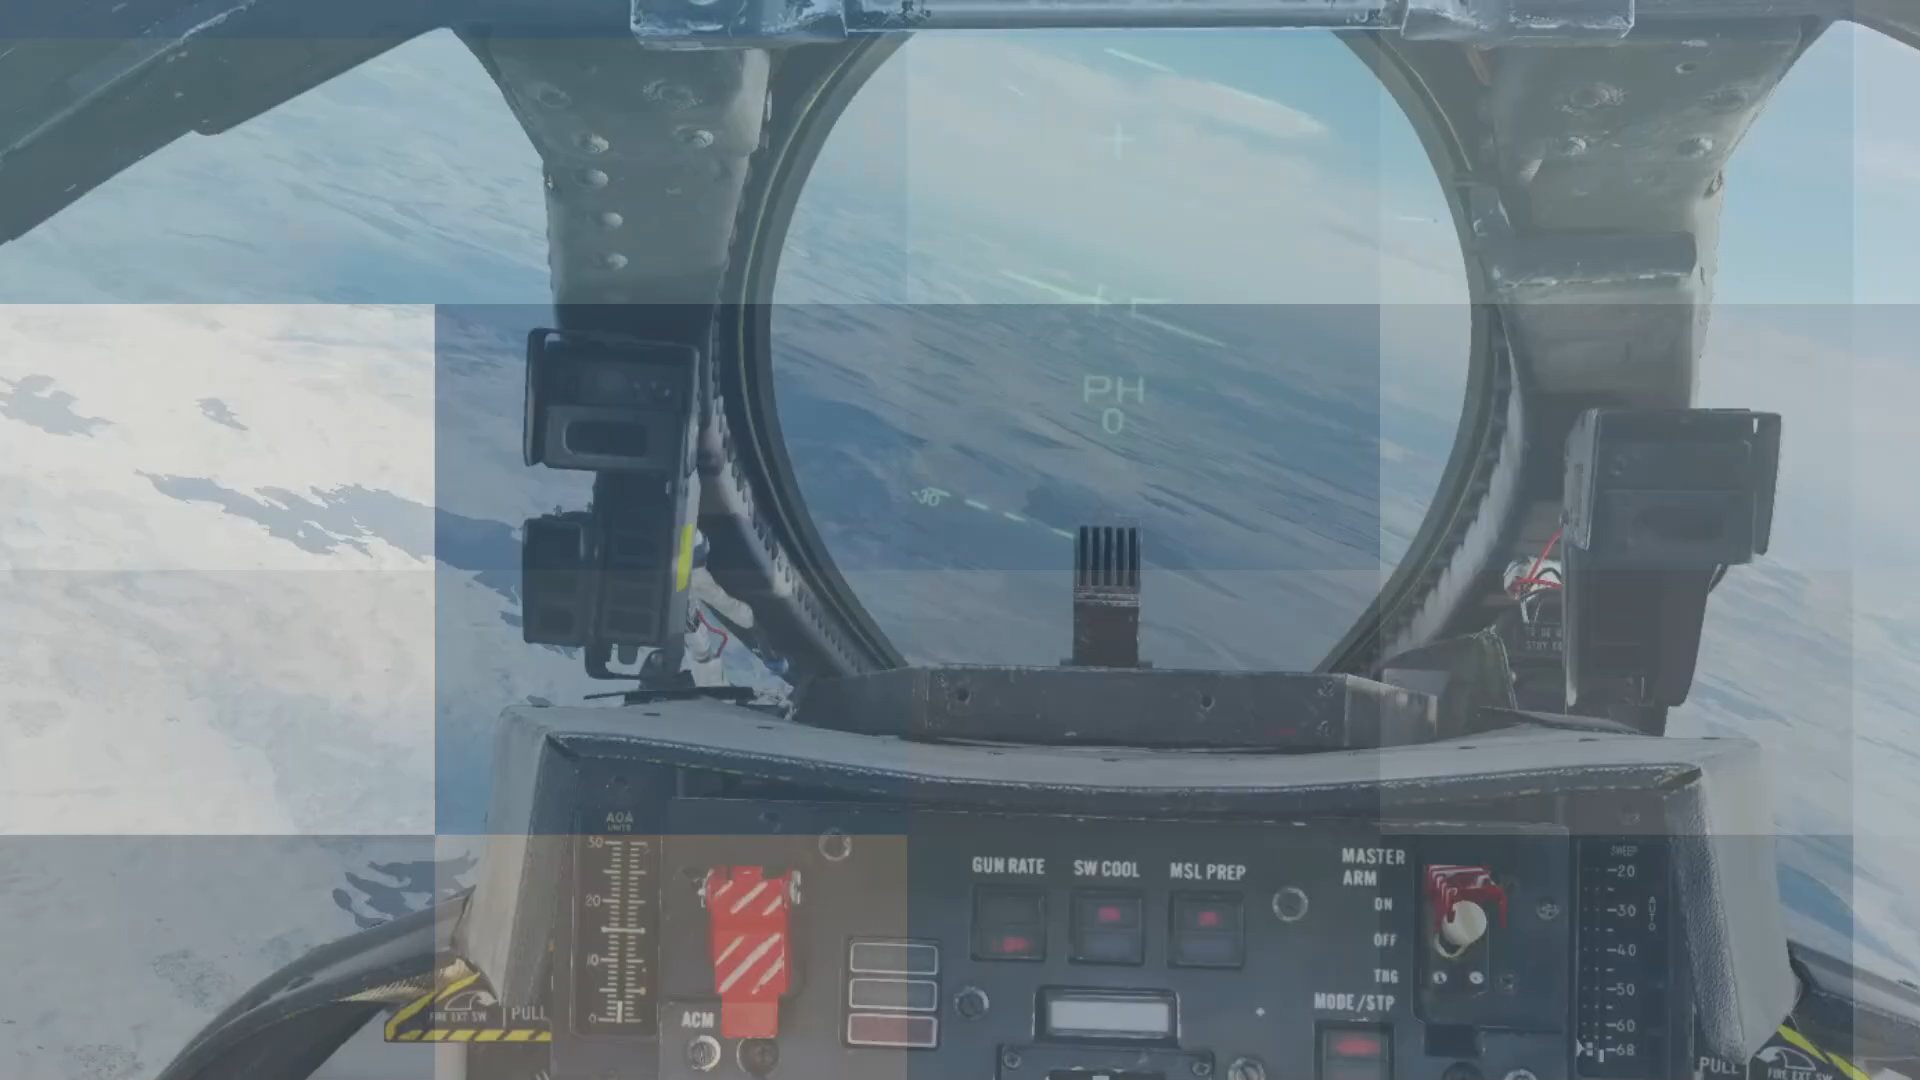 PH
0
-30
AOA
UNITS
30
20
10
0
GUN RATE
SW COOL
MSL PREP
MASTER
ARM
ON
OFF
TNG
MODE/STP
ACM
FIRE EXT SW
PULL
SWEEP
20
30
40
50
60
68
AUTO
PULL
FIRE EXT SW